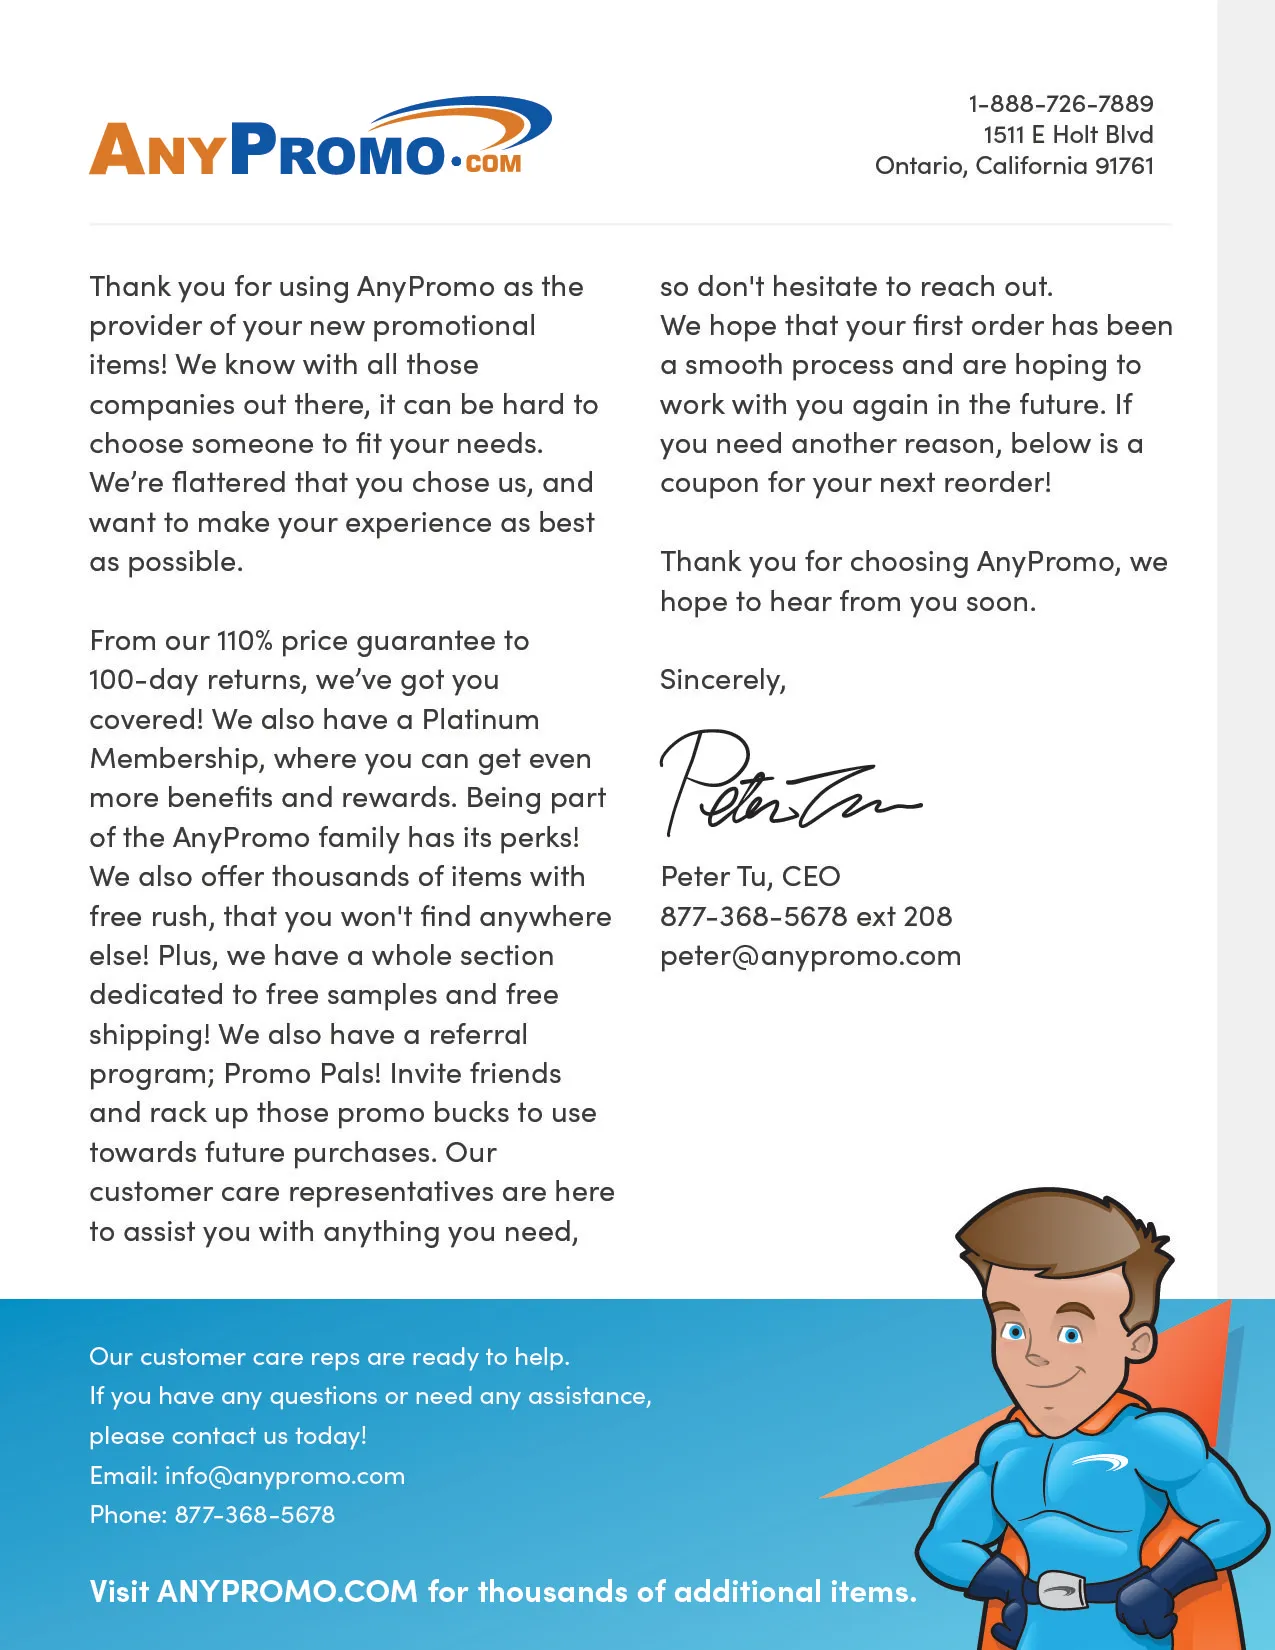 ANYPROMO.COM
1-888-726-7889
1511 E Holt Blvd
Ontario, California 91761
Thank you for using AnyPromo as the
provider of your new promotional
items! We know with all those
companies out there, it can be hard to
choose someone to fit your needs.
We’re flattered that you chose us, and
want to make your experience as best
as possible.
From our 110% price guarantee to
100-day returns, we’ve got you
covered! We also have a Platinum
Membership, where you can get even
more benefits and rewards. Being part
of the AnyPromo family has its perks!
We also offer thousands of items with
free rush, that you won't find anywhere
else! Plus, we have a whole section
dedicated to free samples and free
shipping! We also have a referral
program; Promo Pals! Invite friends
and rack up those promo bucks to use
towards future purchases. Our
customer care representatives are here
to assist you with anything you need,
so don't hesitate to reach out.
We hope that your first order has been
a smooth process and are hoping to
work with you again in the future. If
you need another reason, below is a
coupon for your next reorder!
Thank you for choosing AnyPromo, we
hope to hear from you soon.
Sincerely,
Peter Tu
Peter Tu, CEO
877-368-5678 ext 208
peter@anypromo.com
Our customer care reps are ready to help.
If you have any questions or need any assistance,
please contact us today!
Email: info@anypromo.com
Phone: 877-368-5678
Visit ANYPROMO.COM for thousands of additional items.